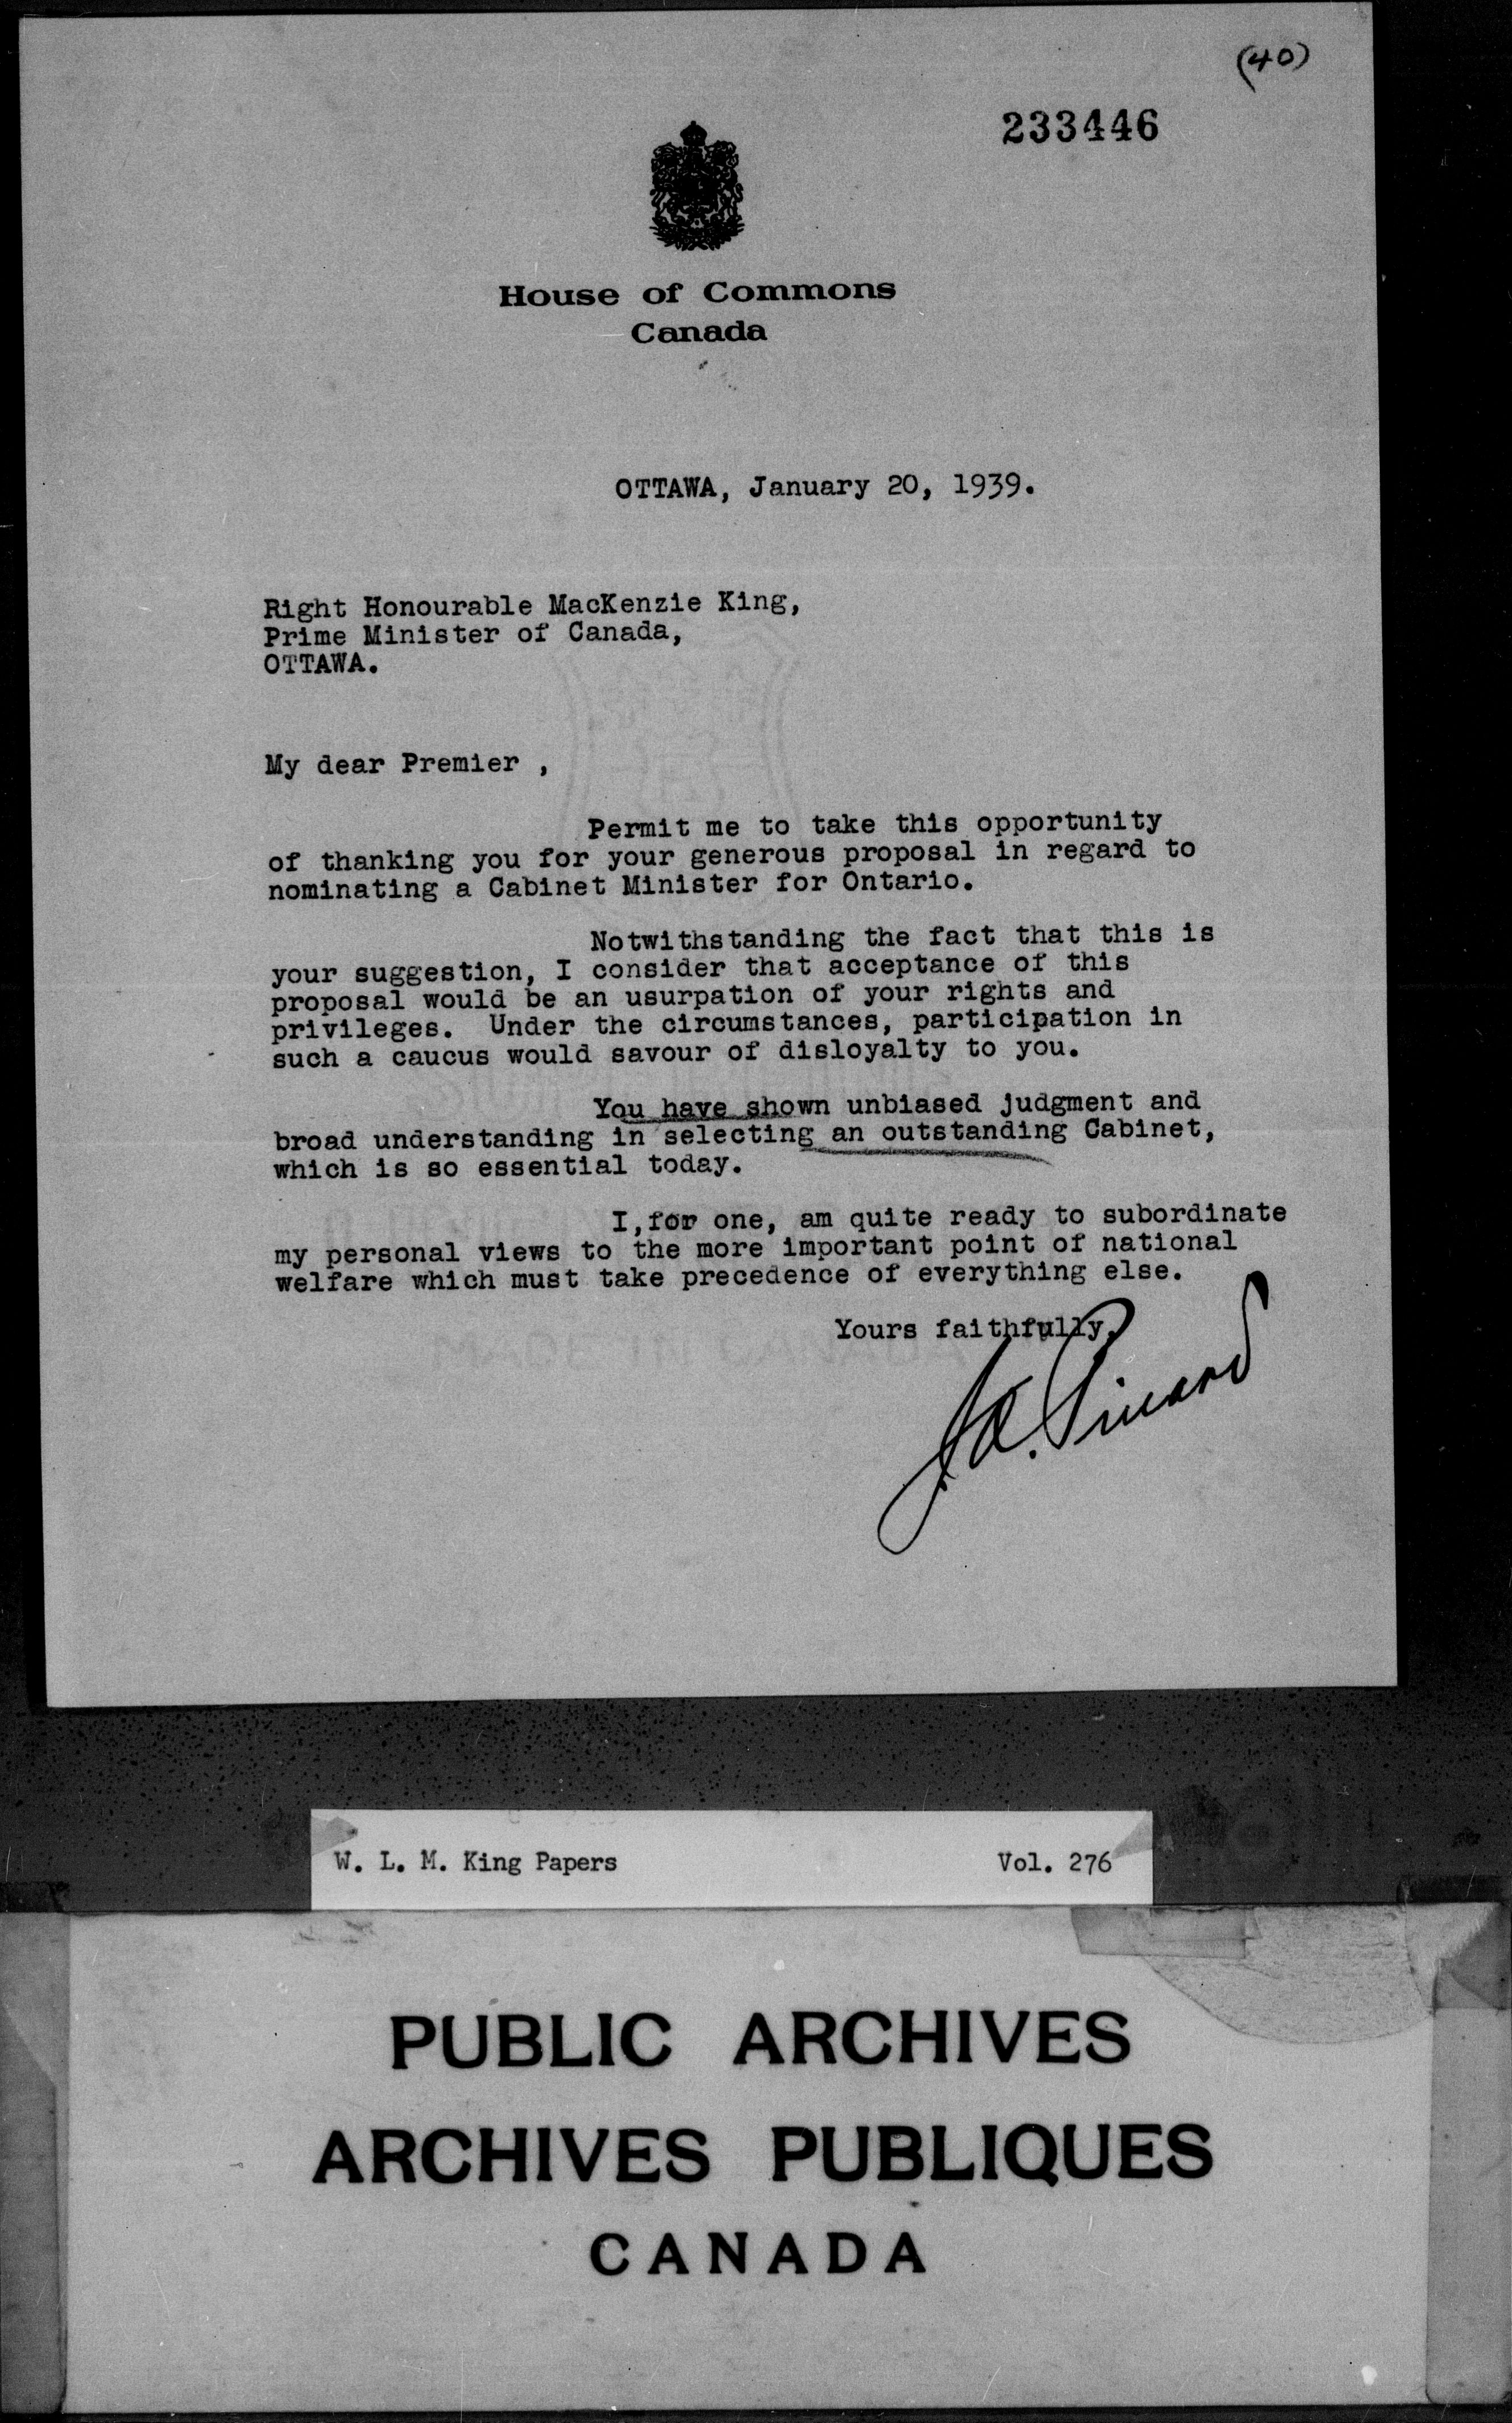 (40)
233446
House of Commons
Canada
OTTAWA, January 20, 1939.
Right Honourable MacKenzie King,
Prime Minister of Canada,
OTTAWA.
My dear Premier ,
Permit me to take this opportunity
of thanking you for your generous proposal in regard to
nominating a Cabinet Minister for Ontario.
Notwithstanding the fact that this is
your suggestion, I consider that acceptance of this
proposal would be an usurpation of your rights and
privileges. Under the circumstances, participation in
such a caucus would savour of disloyalty to you.
You have shown unbiased judgment and
broad understanding in selecting an outstanding Cabinet,
which is so essential today.
I,for one, am quite ready to subordinate
my personal views to the more important point of national
welfare which must take precedence of everything else.
Yours faithfully,
J.A. Pinard
W. L. M. King Papers Vol. 276
PUBLIC ARCHIVES
ARCHIVES PUBLIQUES
CANADA